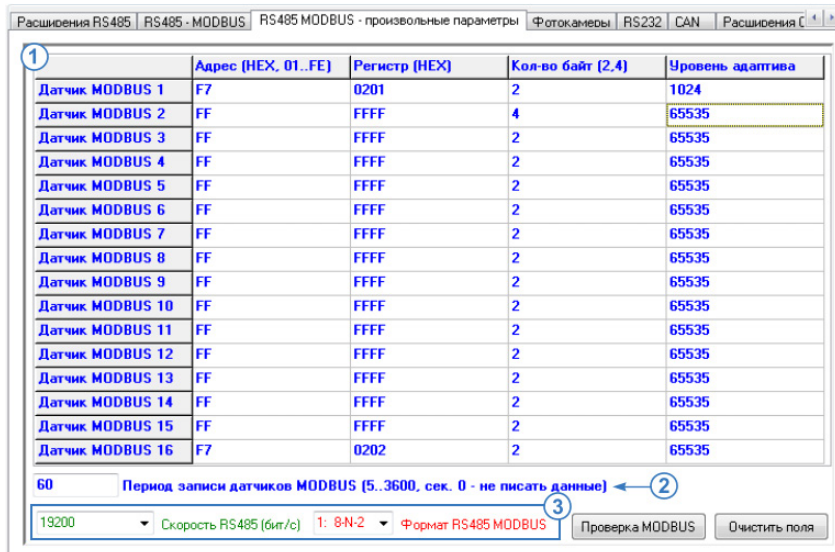 Расширения RS485 RS485 - MODBUS RS485 MODBUS - произвольные параметры Фотокамеры RS232 CAN Расширения
1
Адрес (HEX, 01..FE) Регистр (HEX) Кол-во байт (2,4) Уровень адаптива
Датчик MODBUS 1 F7 0201 2 1024
Датчик MODBUS 2 FF FFFF 4 65535
Датчик MODBUS 3 FF FFFF 2 65535
Датчик MODBUS 4 FF FFFF 2 65535
Датчик MODBUS 5 FF FFFF 2 65535
Датчик MODBUS 6 FF FFFF 2 65535
Датчик MODBUS 7 FF FFFF 2 65535
Датчик MODBUS 8 FF FFFF 2 65535
Датчик MODBUS 9 FF FFFF 2 65535
Датчик MODBUS 10 FF FFFF 2 65535
Датчик MODBUS 11 FF FFFF 2 65535
Датчик MODBUS 12 FF FFFF 2 65535
Датчик MODBUS 13 FF FFFF 2 65535
Датчик MODBUS 14 FF FFFF 2 65535
Датчик MODBUS 15 FF FFFF 2 65535
Датчик MODBUS 16 F7 0202 2 65535
60 Период записи датчиков MODBUS (5..3600, сек. 0 - не писать данные) 2
3
19200 Скорость RS485 (бит/с) 1: 8-N-2 Формат RS485 MODBUS Проверка MODBUS Очистить поля